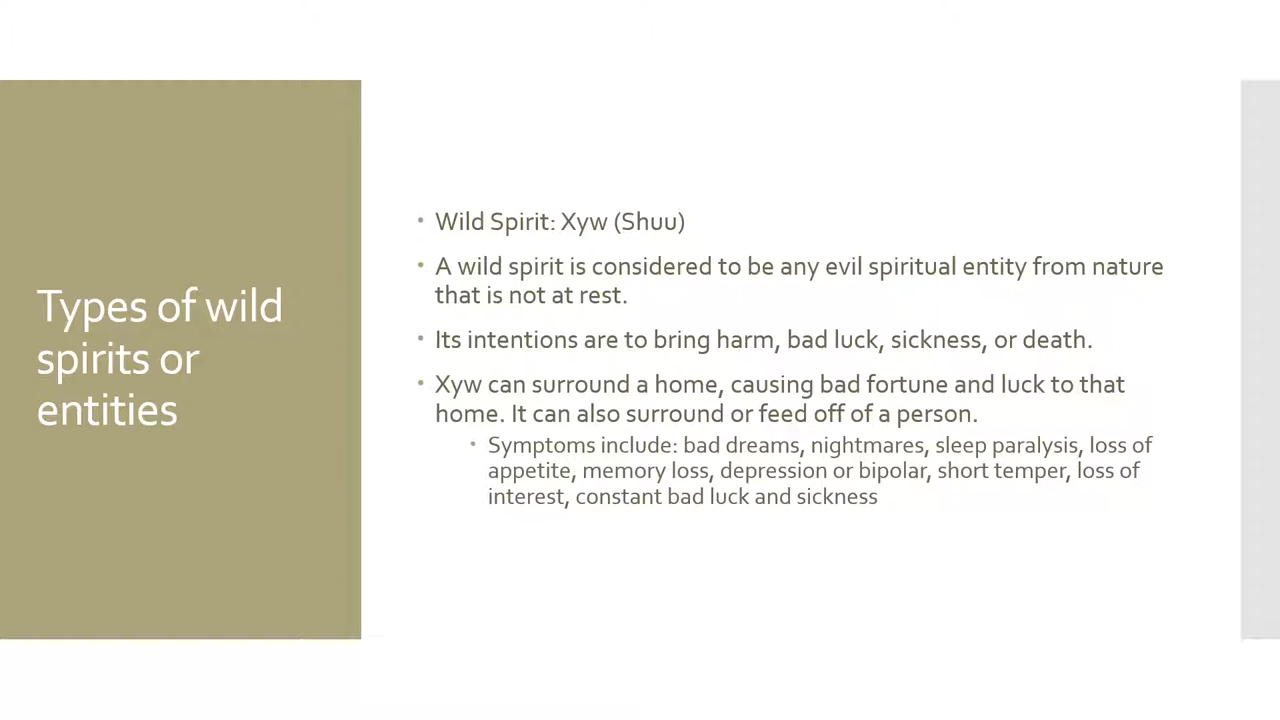 Types of wild
spirits or
entities
• Wild Spirit: Xyw (Shuu)
• A wild spirit is considered to be any evil spiritual entity from nature
that is not at rest.
• Its intentions are to bring harm, bad luck, sickness, or death.
• Xyw can surround a home, causing bad fortune and luck to that
home. It can also surround or feed off of a person.
• Symptoms include: bad dreams, nightmares, sleep paralysis, loss of
appetite, memory loss, depression or bipolar, short temper, loss of
interest, constant bad luck and sickness